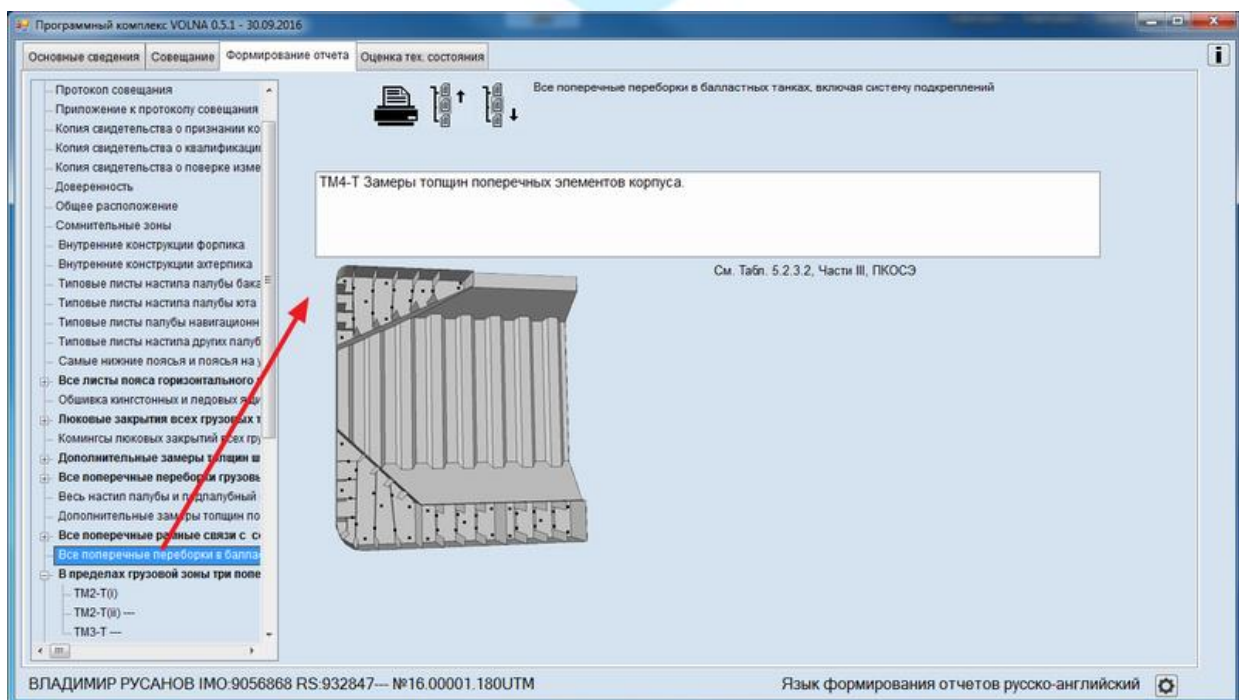 Программный комплекс VOLNA 0.5.1 - 30.09.2016
Основные сведения Совещание Формирование отчета Оценка тех. состояния
Протокол совещания
Приложение к протоколу совещания
Копия свидетельства о признании ко
Копия свидетельства о квалификаци
Копия свидетельства о поверке изме
Доверенность
Общее расположение
Сомнительные зоны
Внутренние конструкции форпика
Внутренние конструкции ахтерпика
Типовые листы настила палубы бака
Типовые листы настила палубы юта
Типовые листы палубы навигационн
Типовые листы настила других палуб
Самые нижние поясья и поясья на у
Все листы пояса горизонтального
Обшивка кингстонных и ледовых ящи
Люковые закрытия всех грузовых т
Комингсы люковых закрытий всех гру
Дополнительные замеры толщин ш
Все поперечные переборки грузовы
Весь настил палубы и подпалубный
Дополнительные замеры толщин по
Все поперечные рамные связи с со
Все поперечные переборки в балла
В пределах грузовой зоны три попе
TM2-T(i)
TM2-T(ii) ---
TM3-T ---
Все поперечные переборки в балластных танках, включая систему подкреплений
TM4-T Замеры толщин поперечных элементов корпуса.
См. Табл. 5.2.3.2, Части III, ПКОСЭ
ВЛАДИМИР РУСАНОВ IMO:9056868 RS:932847--- №16.00001.180UTM
Язык формирования отчетов русско-английский